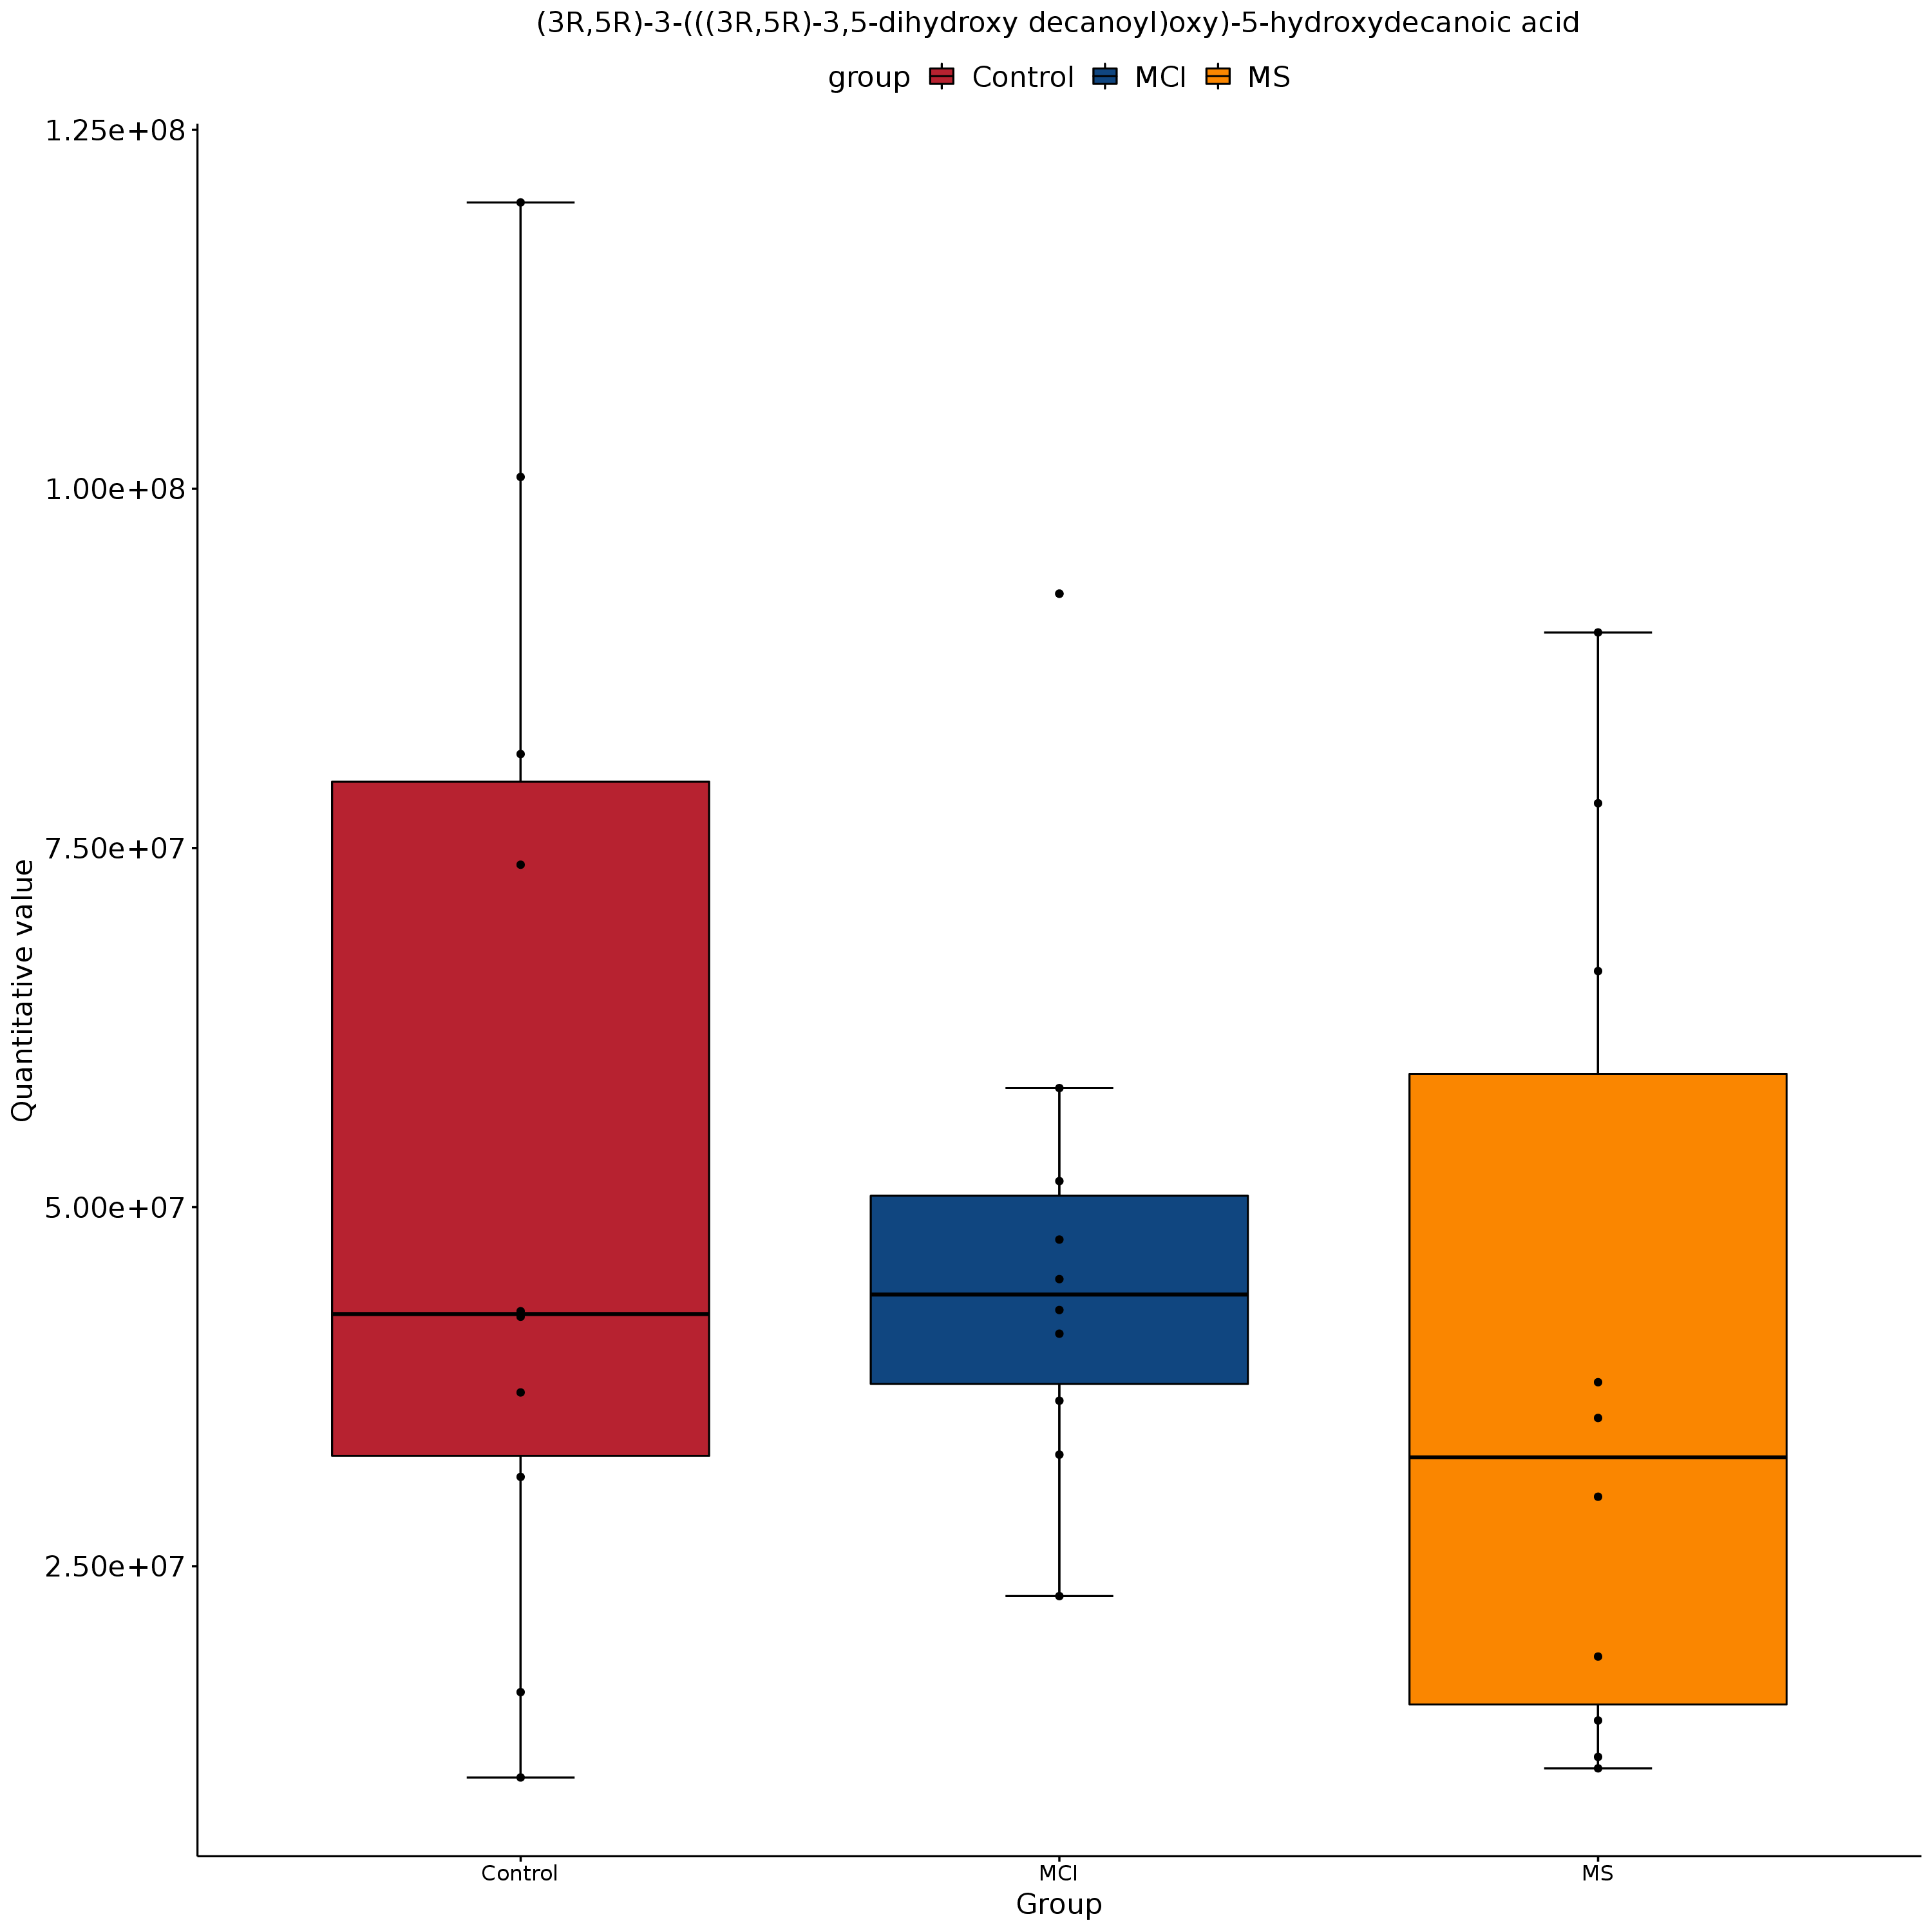 (3R,5R)-3-(((3R,5R)-3,5-dihydroxy decanoyl)oxy)-5-hydroxydecanoic acid
group Control MCI MS
1.25e+08
1.00e+08
7.50e+07
5.00e+07
2.50e+07
Quantitative value
Control MCI MS
Group